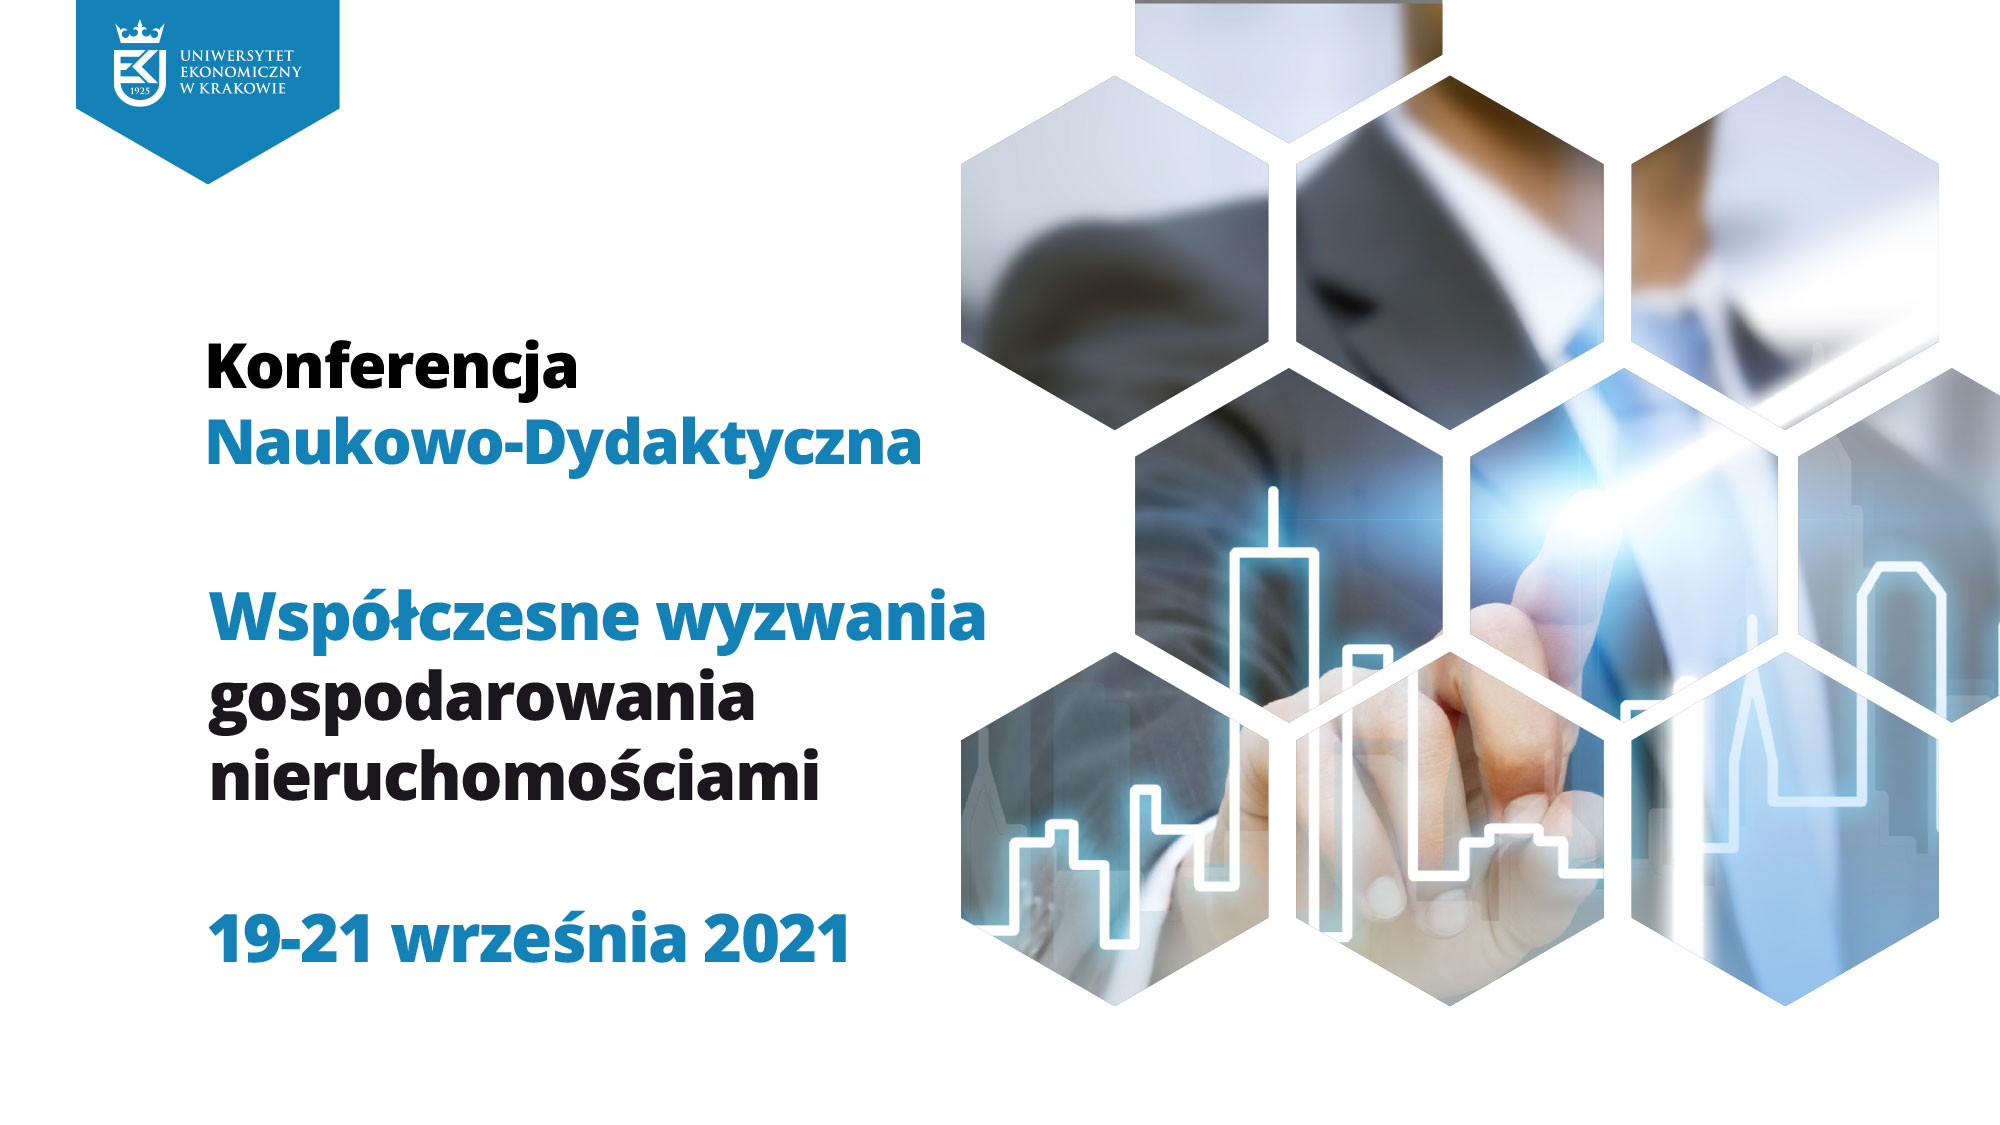 UNIWERSYTET
EKONOMICZNY
W KRAKOWIE
1925
Konferencja
Naukowo-Dydaktyczna
Współczesne wyzwania
gospodarowania
nieruchomościami
19-21 września 2021